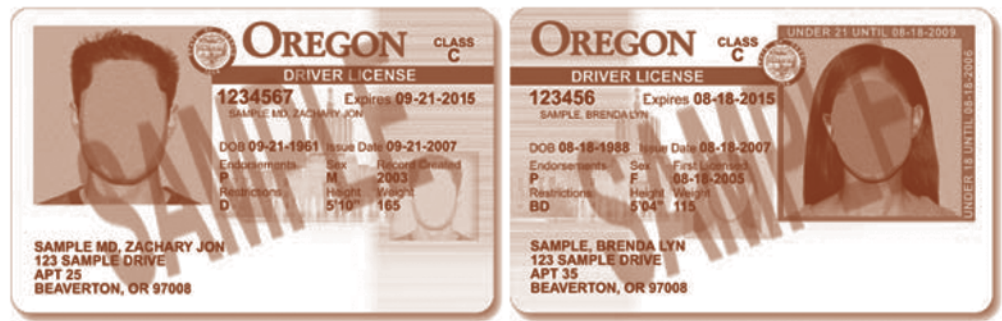 OREGON
CLASS
C
DRIVER LICENSE
1234567 Expires 09-21-2015
SAMPLE MD, ZACHARY JON
DOB 09-21-1961 Issue Date 09-21-2007
Endorsements Sex Record Created
P M 2003
Restrictions Height Weight
D 5'10" 165
SAMPLE MD, ZACHARY JON
123 SAMPLE DRIVE
APT 25
BEAVERTON, OR 97008
SAMPLE
OREGON
CLASS
C
UNDER 21 UNTIL 08-18-2009
UNDER 18 UNTIL 08-18-2006
DRIVER LICENSE
123456 Expires 08-18-2015
SAMPLE, BRENDA LYN
DOB 08-18-1988 Issue Date 08-18-2007
Endorsements Sex First Licensed
P F 08-18-2005
Restrictions Height Weight
BD 5'04" 115
SAMPLE, BRENDA LYN
123 SAMPLE DRIVE
APT 35
BEAVERTON, OR 97008
SAMPLE